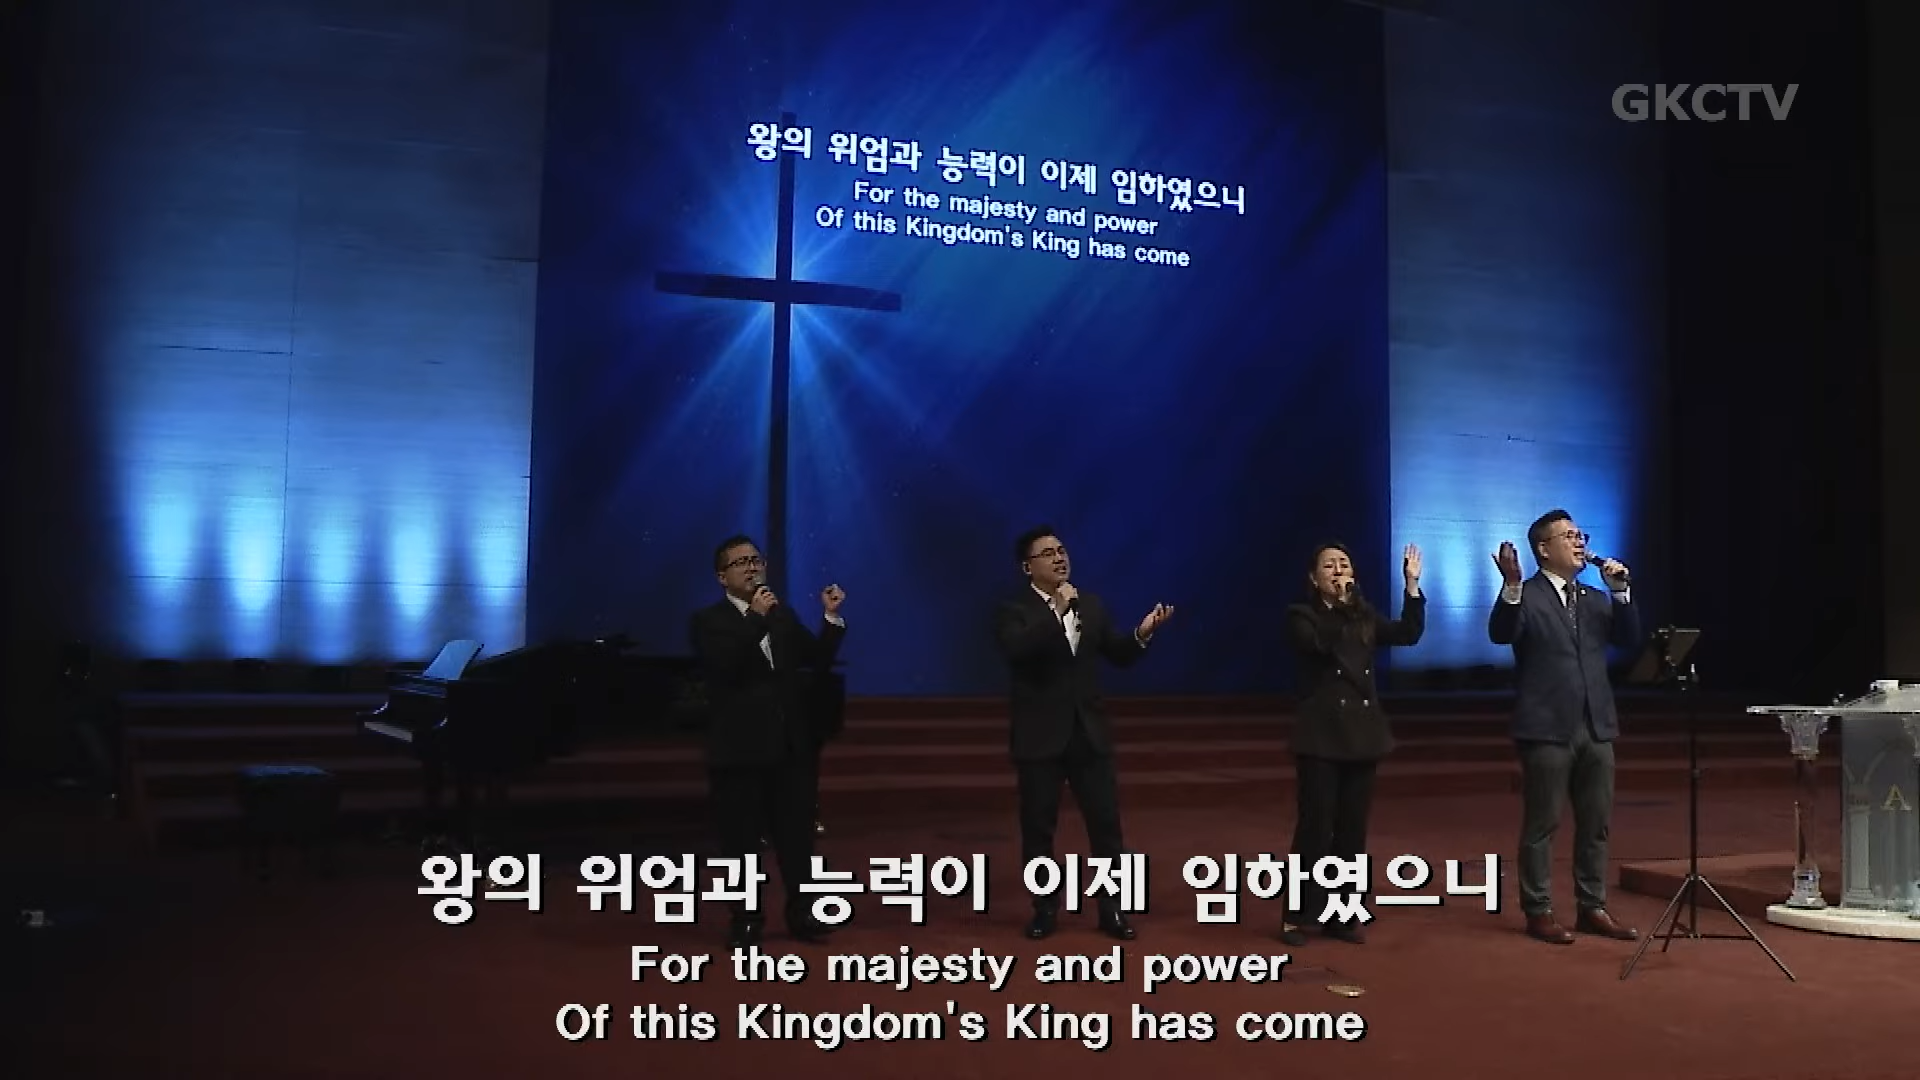 GKCTV
왕의 위엄과 능력이 이제 임하였으니
For the majesty and power
Of this Kingdom's King has come
A
왕의 위엄과 능력이 이제 임하였으니
For the majesty and power
Of this Kingdom's King has come